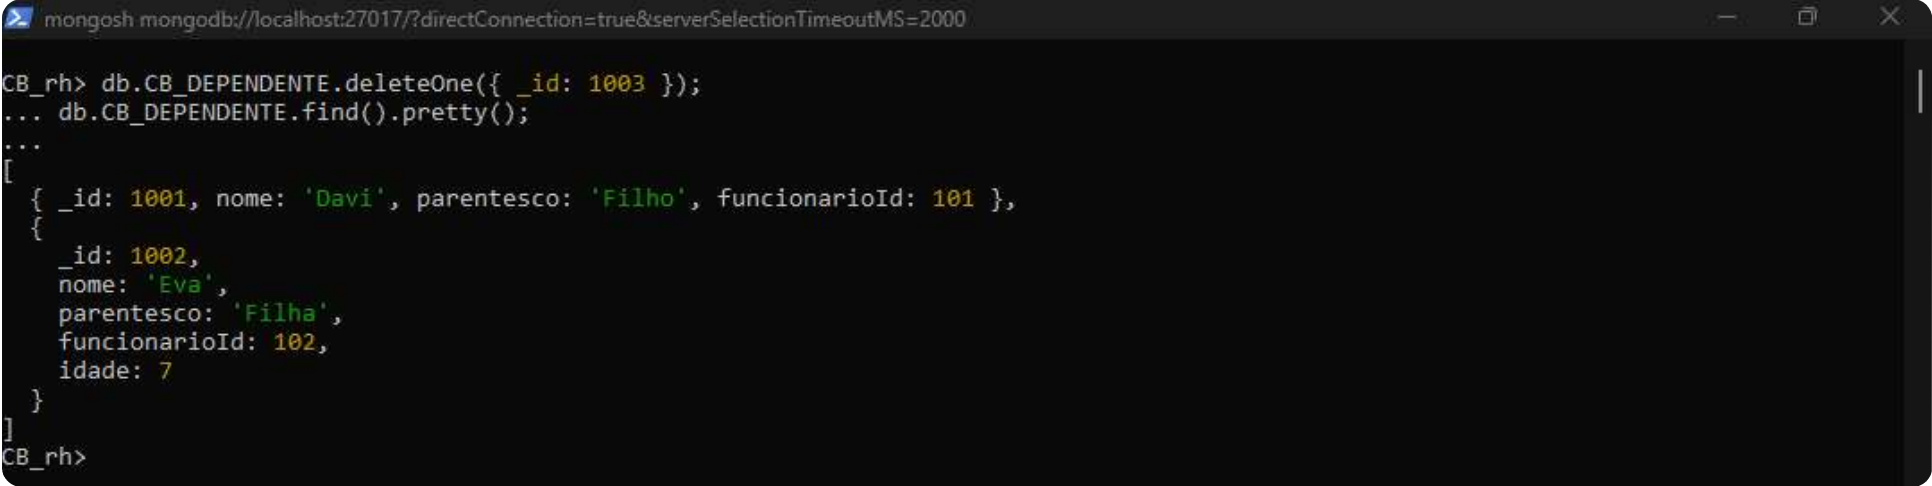 mongosh mongodb://localhost:27017/?directConnection=true&serverSelectionTimeoutMS=2000
CB_rh> db.CB_DEPENDENTE.deleteOne({ _id: 1003 });
... db.CB_DEPENDENTE.find().pretty();
...
[
  { _id: 1001, nome: 'Davi', parentesco: 'Filho', funcionarioId: 101 },
  {
    _id: 1002,
    nome: 'Eva',
    parentesco: 'Filha',
    funcionarioId: 102,
    idade: 7
  }
]
CB_rh>